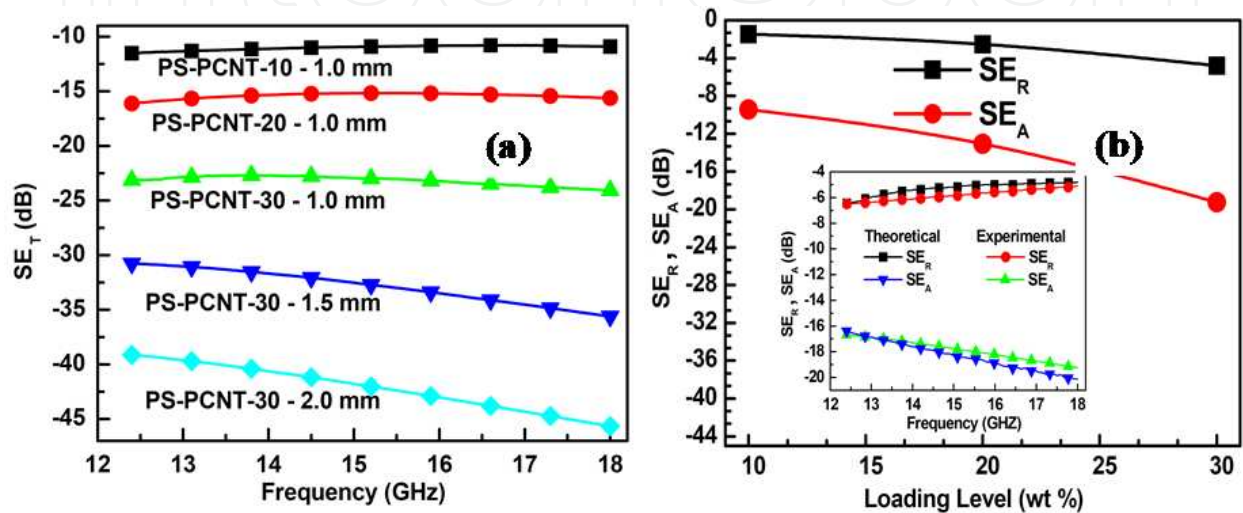 -10
-15
-20
-25
-30
-35
-40
-45
SE_T (dB)
PS-PCNT-10 - 1.0 mm
PS-PCNT-20 - 1.0 mm
(a)
PS-PCNT-30 - 1.0 mm
PS-PCNT-30 - 1.5 mm
PS-PCNT-30 - 2.0 mm
12 13 14 15 16 17 18
Frequency (GHz)
0
-4
-8
-12
-16
-20
-24
-28
-32
-36
-40
-44
SE_R, SE_A (dB)
SE_R
SE_A
(b)
-4
-6
-8
-10
-12
-14
-16
-18
-20
SE_R, SE_A (dB)
Theoretical Experimental
SE_R SE_R
SE_A SE_A
12 13 14 15 16 17 18
Frequency (GHZ)
10 15 20 25 30
Loading Level (wt %)